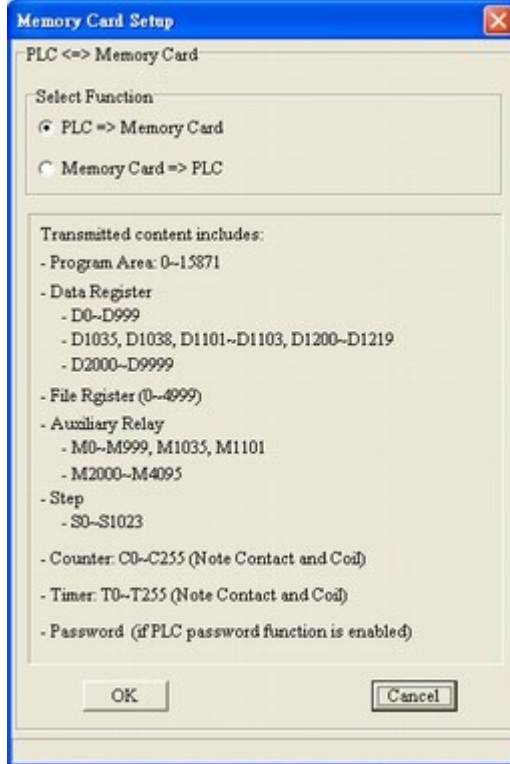 Memory Card Setup
PLC <=> Memory Card
Select Function
PLC => Memory Card
Memory Card => PLC
Transmitted content includes:
- Program Area: 0~15871
- Data Register
- D0~D999
- D1035, D1038, D1101~D1103, D1200~D1219
- D2000~D9999
- File Rgister (0~4999)
- Auxiliary Relay
- M0~M999, M1035, M1101
- M2000~M4095
- Step
- S0~S1023
- Counter: C0~C255 (Note Contact and Coil)
- Timer: T0~T255 (Note Contact and Coil)
- Password (if PLC password function is enabled)
OK
Cancel